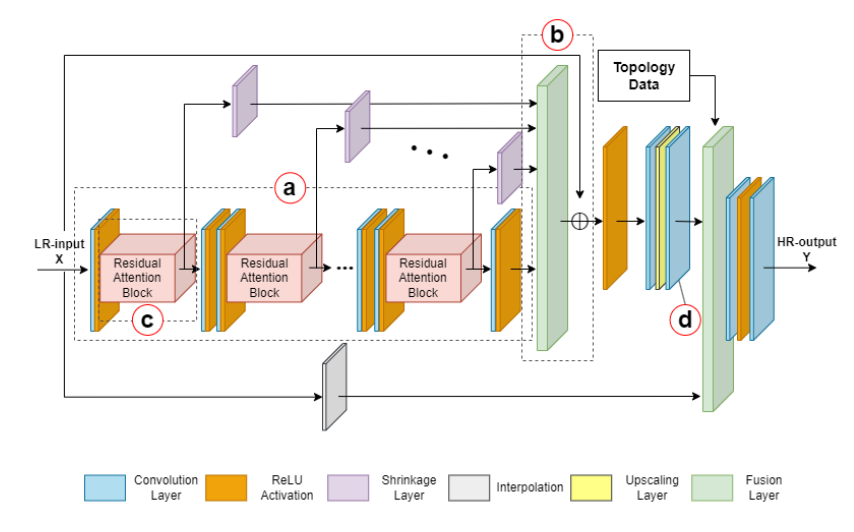 b
Topology
Data
a
LR-input
X
Residual
Attention
Block
Residual
Attention
Block
...
Residual
Attention
Block
HR-output
Y
c
d
Convolution
Layer
ReLU
Activation
Shrinkage
Layer
Interpolation
Upscaling
Layer
Fusion
Layer